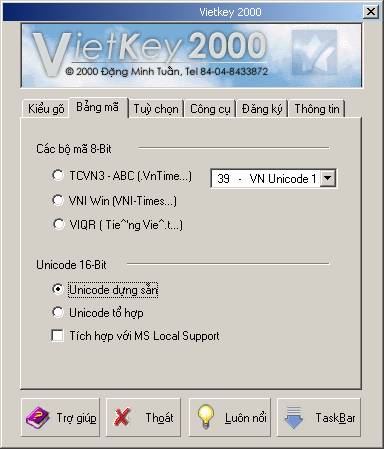 Vietkey 2000
VietKey 2000
© 2000 Đặng Minh Tuấn, Tel 84-04-8433872
Kiểu gõ Bảng mã Tuỳ chọn Công cụ Đăng ký Thông tin
Các bộ mã 8-Bit
TCVN3 - ABC (.VnTime...) 39 - VN Unicode 1
VNI Win (VNI-Times...)
VIQR ( Tie^'ng Vie^.t...)
Unicode 16-Bit
Unicode dựng sẵn
Unicode tổ hợp
Tích hợp với MS Local Support
Trợ giúp Thoát Luôn nổi TaskBar